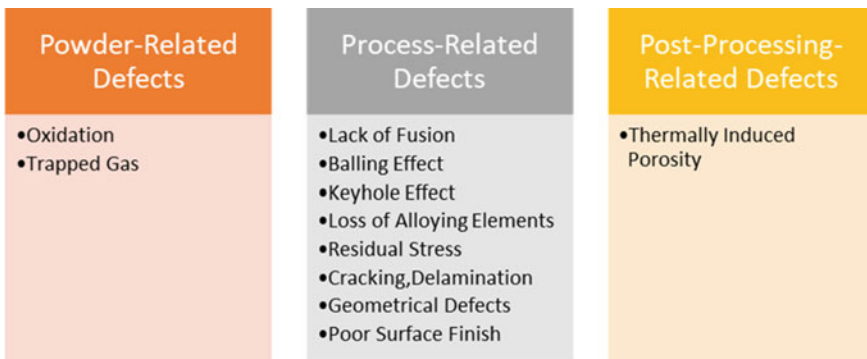 Powder-Related
Defects
•Oxidation
•Trapped Gas
Process-Related
Defects
•Lack of Fusion
•Balling Effect
•Keyhole Effect
•Loss of Alloying Elements
•Residual Stress
•Cracking,Delamination
•Geometrical Defects
•Poor Surface Finish
Post-Processing-
Related Defects
•Thermally Induced
Porosity